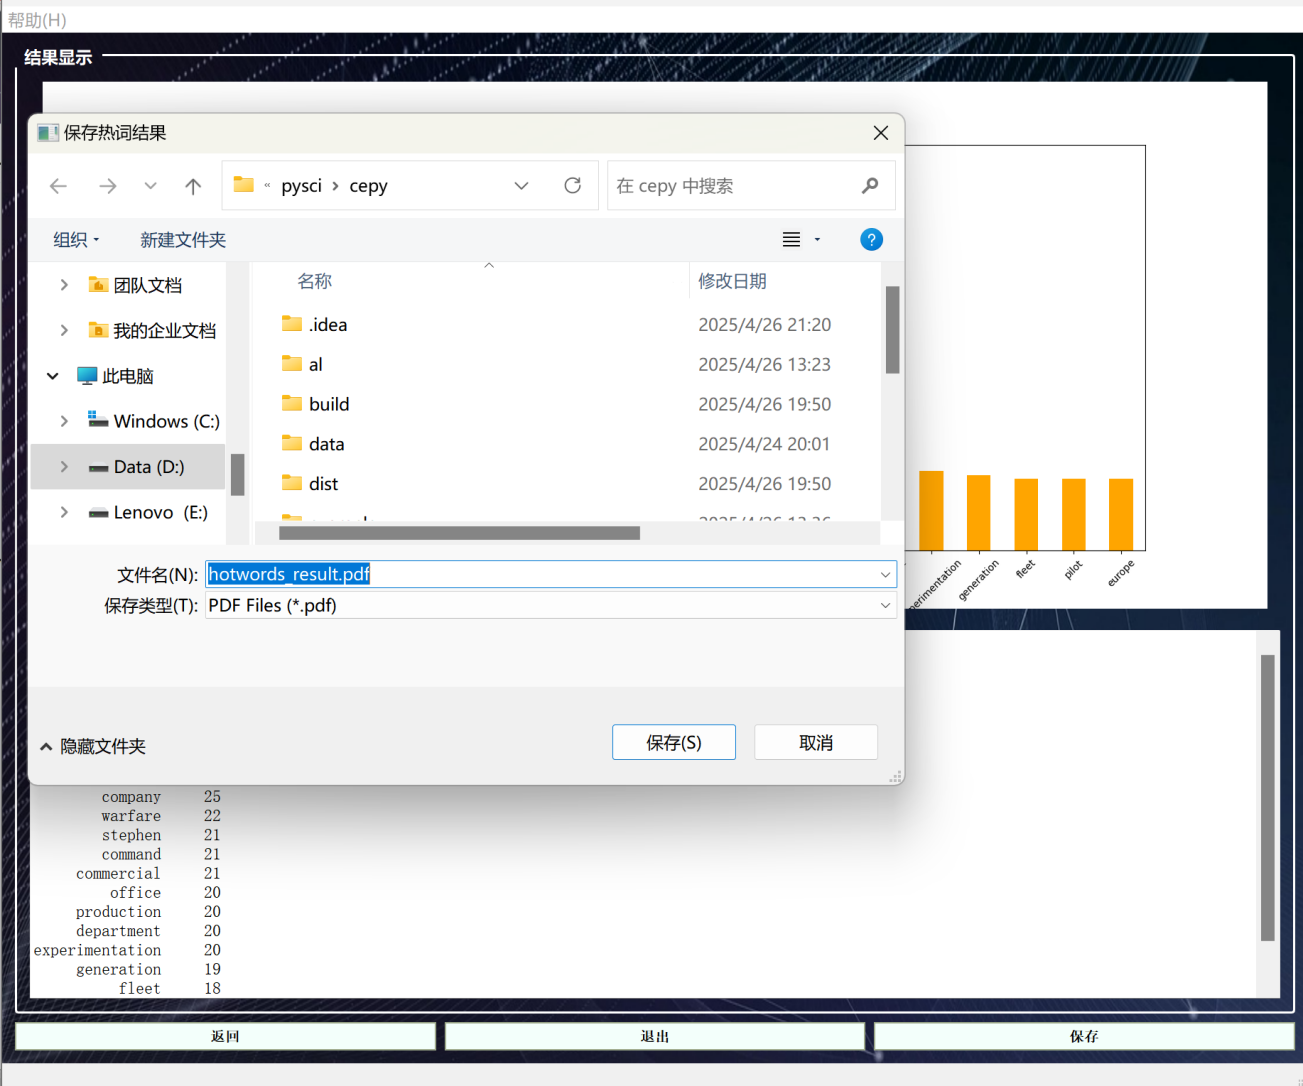 帮助(H)
结果显示
保存热词结果
« pysci › cepy
在 cepy 中搜索
组织
新建文件夹
?
名称
修改日期
团队文档
我的企业文档
此电脑
Windows (C:)
Data (D:)
Lenovo (E:)
.idea 2025/4/26 21:20
al 2025/4/26 13:23
build 2025/4/26 19:50
data 2025/4/24 20:01
dist 2025/4/26 19:50
文件名(N): hotwords_result.pdf
保存类型(T): PDF Files (*.pdf)
隐藏文件夹
保存(S)
取消
perimentation
generation
fleet
pilot
europe
company 25
warfare 22
stephen 21
command 21
commercial 21
office 20
production 20
department 20
experimentation 20
generation 19
fleet 18
返回
退出
保存